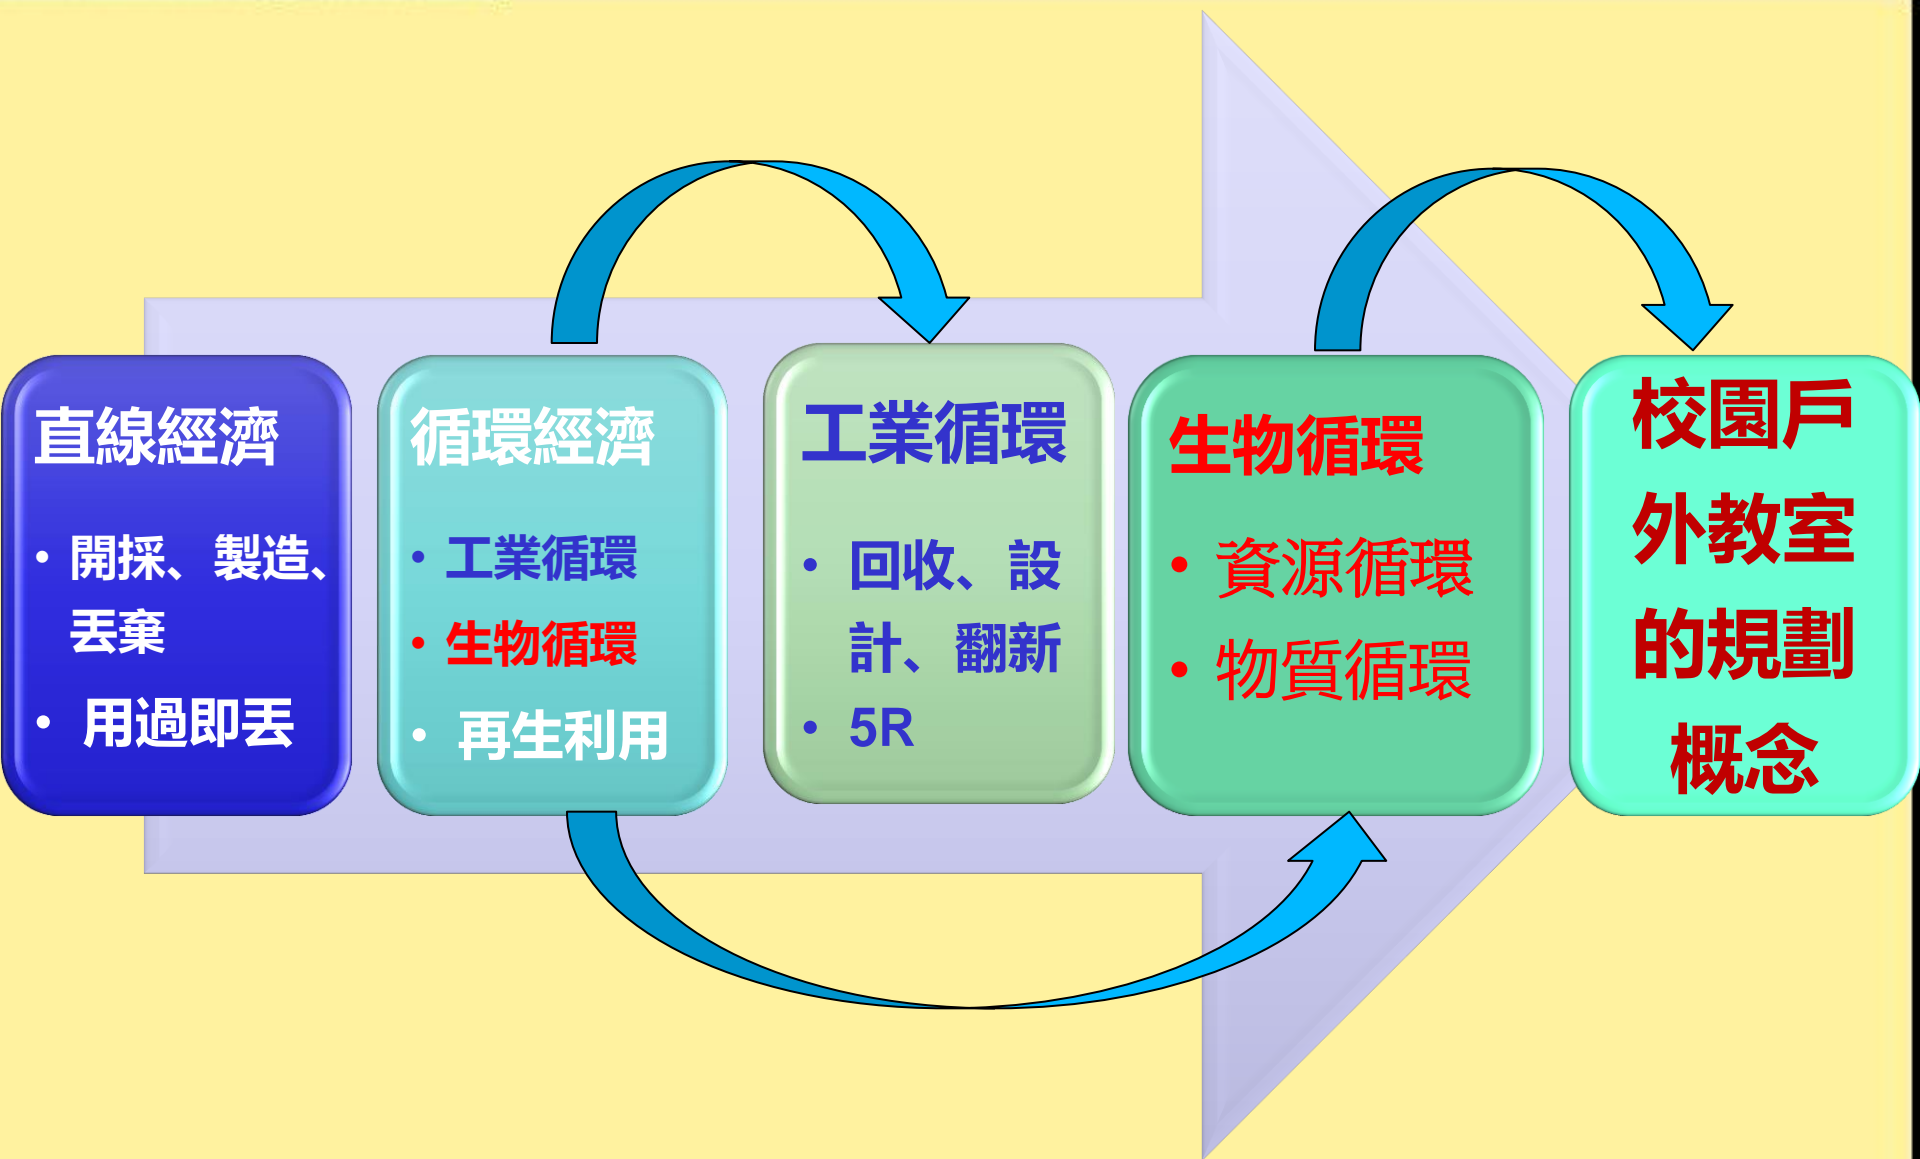 直線經濟
• 開採、製造、
丟棄
• 用過即丟
循環經濟
• 工業循環
• 生物循環
• 再生利用
工業循環
• 回收、設
計、翻新
• 5R
生物循環
• 資源循環
• 物質循環
校園戶
外教室
的規劃
概念